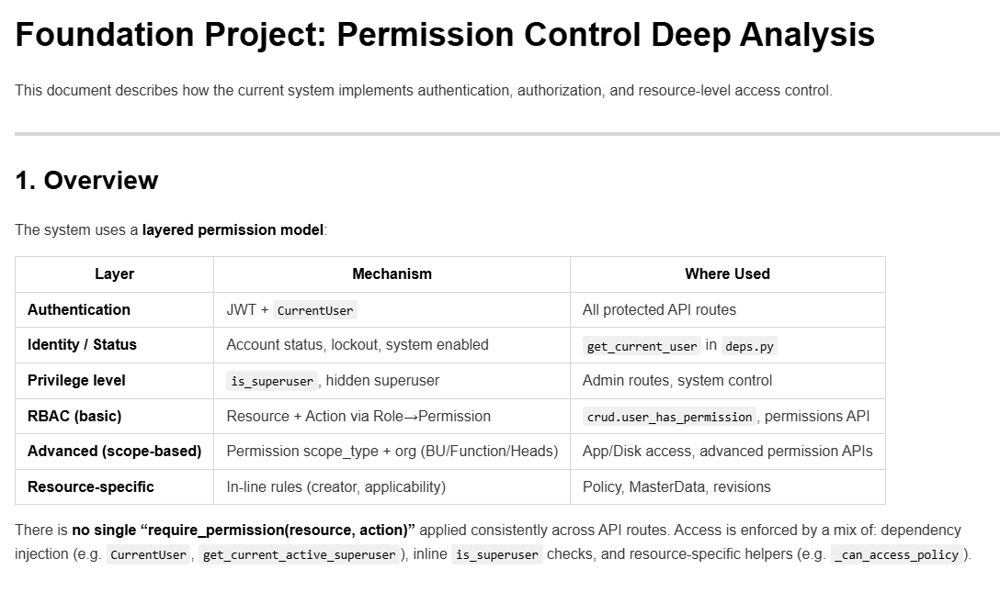 Foundation Project: Permission Control Deep Analysis
This document describes how the current system implements authentication, authorization, and resource-level access control.
1. Overview
The system uses a layered permission model:
Layer Mechanism Where Used
Authentication JWT + CurrentUser All protected API routes
Identity / Status Account status, lockout, system enabled get_current_user in deps.py
Privilege level is_superuser, hidden superuser Admin routes, system control
RBAC (basic) Resource + Action via Role→Permission crud.user_has_permission, permissions API
Advanced (scope-based) Permission scope_type + org (BU/Function/Heads) App/Disk access, advanced permission APIs
Resource-specific In-line rules (creator, applicability) Policy, MasterData, revisions
There is no single “require_permission(resource, action)” applied consistently across API routes. Access is enforced by a mix of: dependency
injection (e.g. CurrentUser, get_current_active_superuser), inline is_superuser checks, and resource-specific helpers (e.g. _can_access_policy).